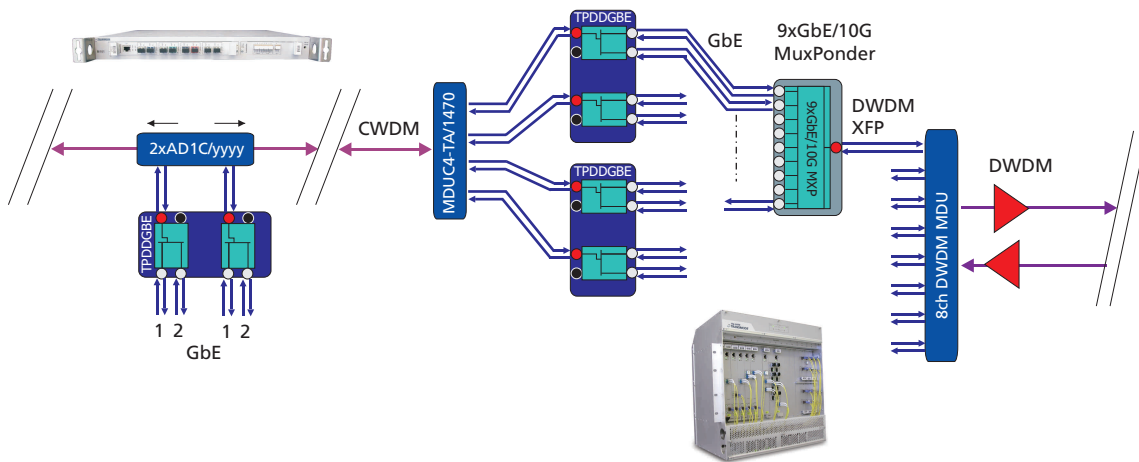 TPDDGBE
GbE
9xGbE/10G
MuxPonder
9xGbE/10G MXP
DWDM
XFP
CWDM
MDUC4-TA/1470
2xAD1C/yyyy
TPDDGBE
TPDDGBE
1 2 1 2
GbE
8ch DWDM MDU
DWDM